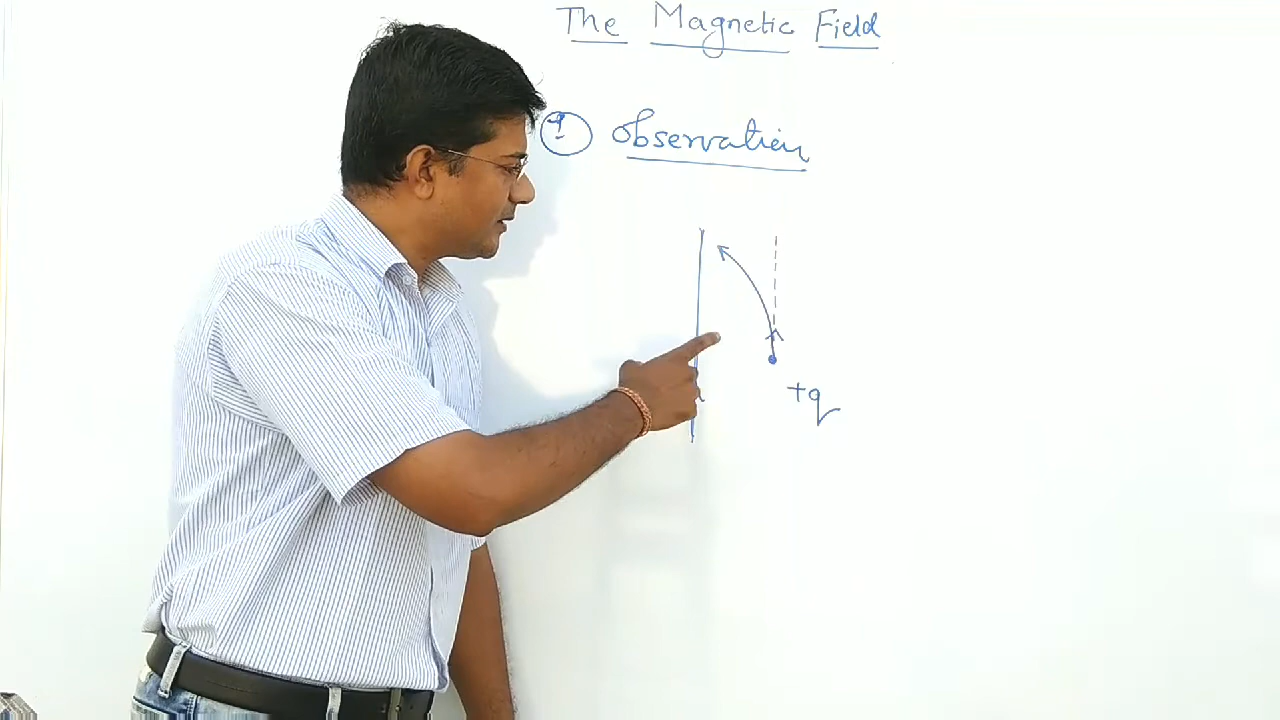 The Magnetic Field
1 Observation
+q